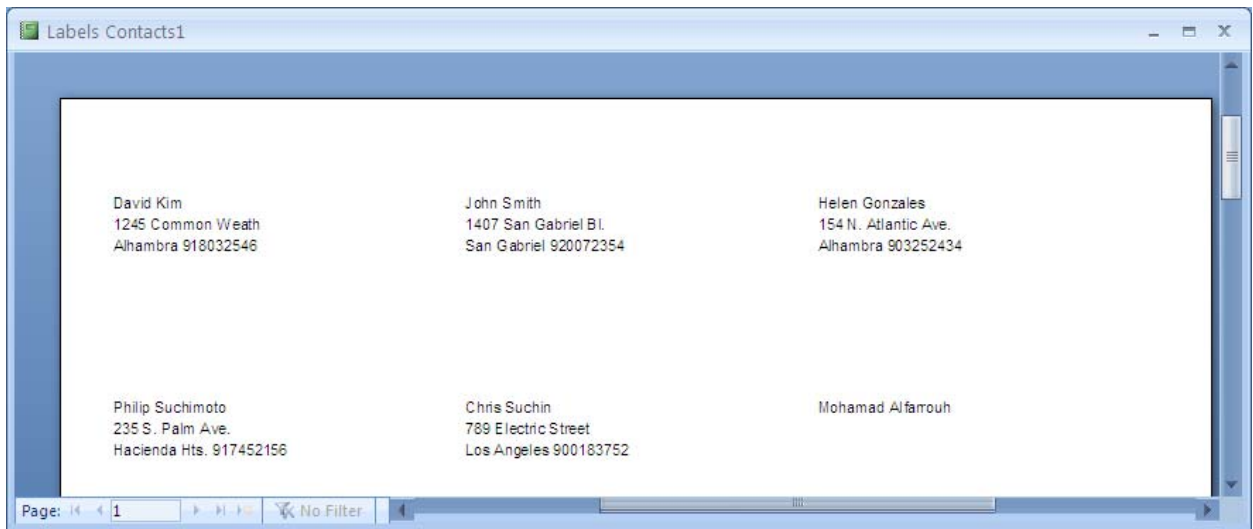 Labels Contacts1
David Kim
1245 Common Weath
Alhambra 918032546
John Smith
1407 San Gabriel Bl.
San Gabriel 920072354
Helen Gonzales
154 N. Atlantic Ave.
Alhambra 903252434
Philip Suchimoto
235 S. Palm Ave.
Hacienda Hts. 917452156
Chris Suchin
789 Electric Street
Los Angeles 900183752
Mohamad Alfarrouh
Page: 1 No Filter